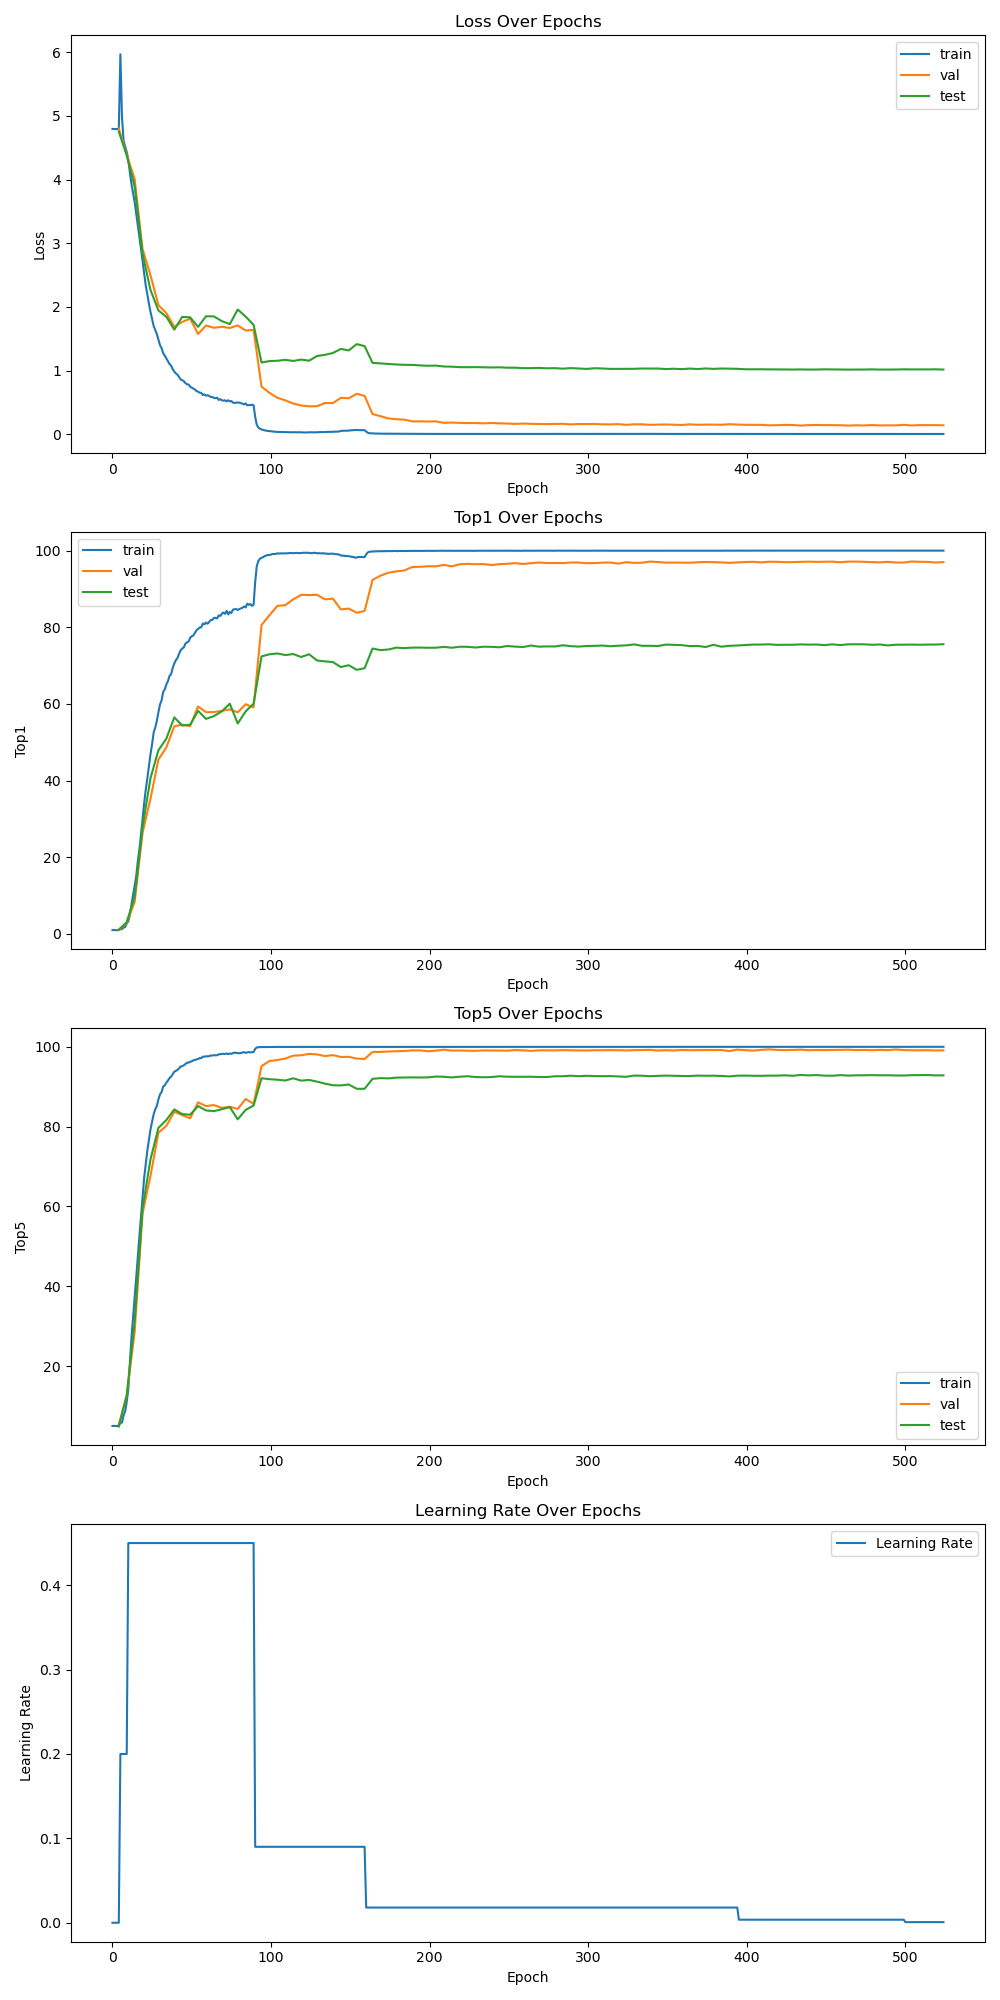 Loss Over Epochs
6
5
4
3
2
1
0
Loss
train
val
test
0 100 200 300 400 500
Epoch
Top1 Over Epochs
100
80
60
40
20
0
Top1
train
val
test
0 100 200 300 400 500
Epoch
Top5 Over Epochs
100
80
60
40
20
Top5
train
val
test
0 100 200 300 400 500
Epoch
Learning Rate Over Epochs
Learning Rate
0.4
0.3
0.2
0.1
0.0
Learning Rate
0 100 200 300 400 500
Epoch